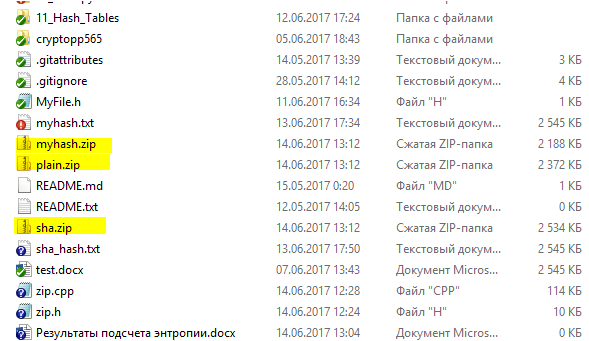 11_Hash_Tables 12.06.2017 17:24 Папка с файлами
cryptopp565 05.06.2017 18:43 Папка с файлами
.gitattributes 14.05.2017 13:39 Текстовый докум... 3 КБ
.gitignore 28.05.2017 14:12 Текстовый докум... 4 КБ
MyFile.h 11.06.2017 16:34 Файл "H" 1 КБ
myhash.txt 13.06.2017 17:34 Текстовый докум... 2 545 КБ
myhash.zip 14.06.2017 13:12 Сжатая ZIP-папка 2 188 КБ
plain.zip 14.06.2017 13:12 Сжатая ZIP-папка 2 372 КБ
README.md 15.05.2017 0:20 Файл "MD" 1 КБ
README.txt 12.05.2017 14:05 Текстовый докум... 0 КБ
sha.zip 14.06.2017 13:12 Сжатая ZIP-папка 2 534 КБ
sha_hash.txt 13.06.2017 17:50 Текстовый докум... 2 545 КБ
test.docx 07.06.2017 13:43 Документ Micros... 2 545 КБ
zip.cpp 14.06.2017 12:28 Файл "CPP" 114 КБ
zip.h 14.06.2017 12:24 Файл "H" 10 КБ
Результаты подсчета энтропии.docx 14.06.2017 13:04 Документ Micros... 0 КБ